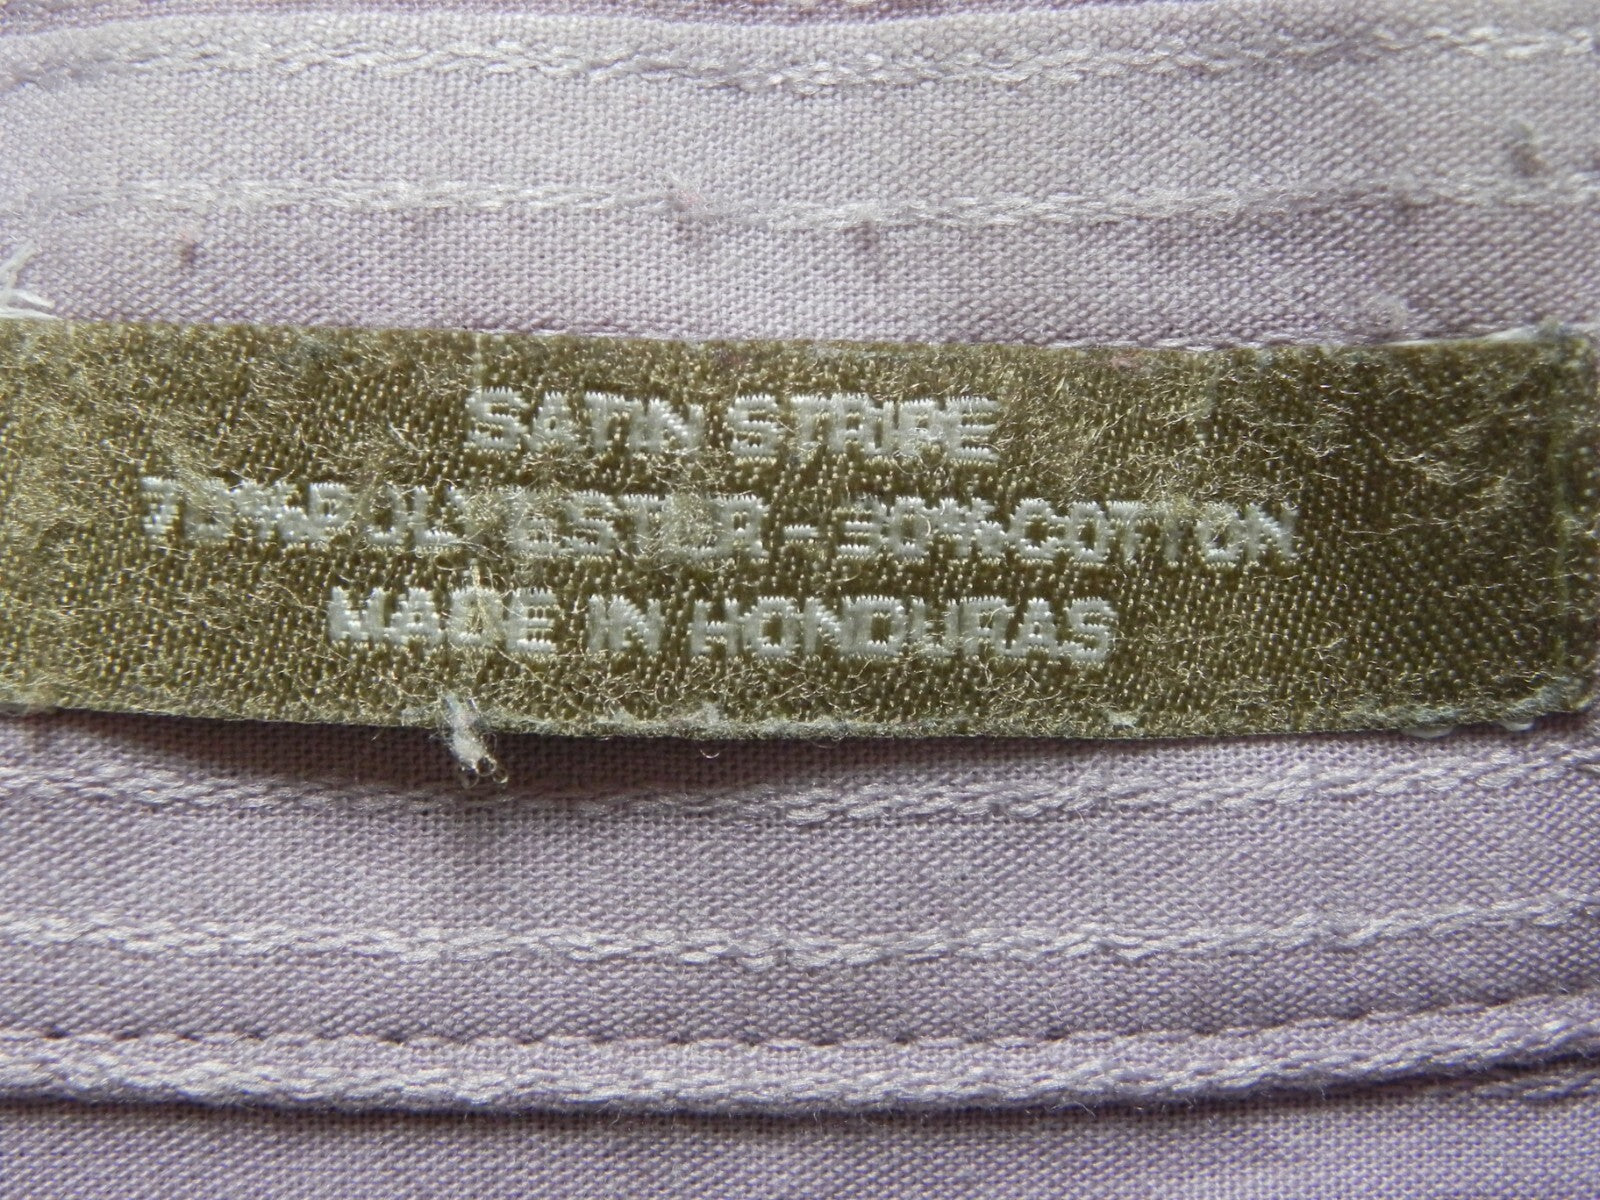 SATIN STRIPE
70% POLYESTER - 30% COTTON
MADE IN HONDURAS